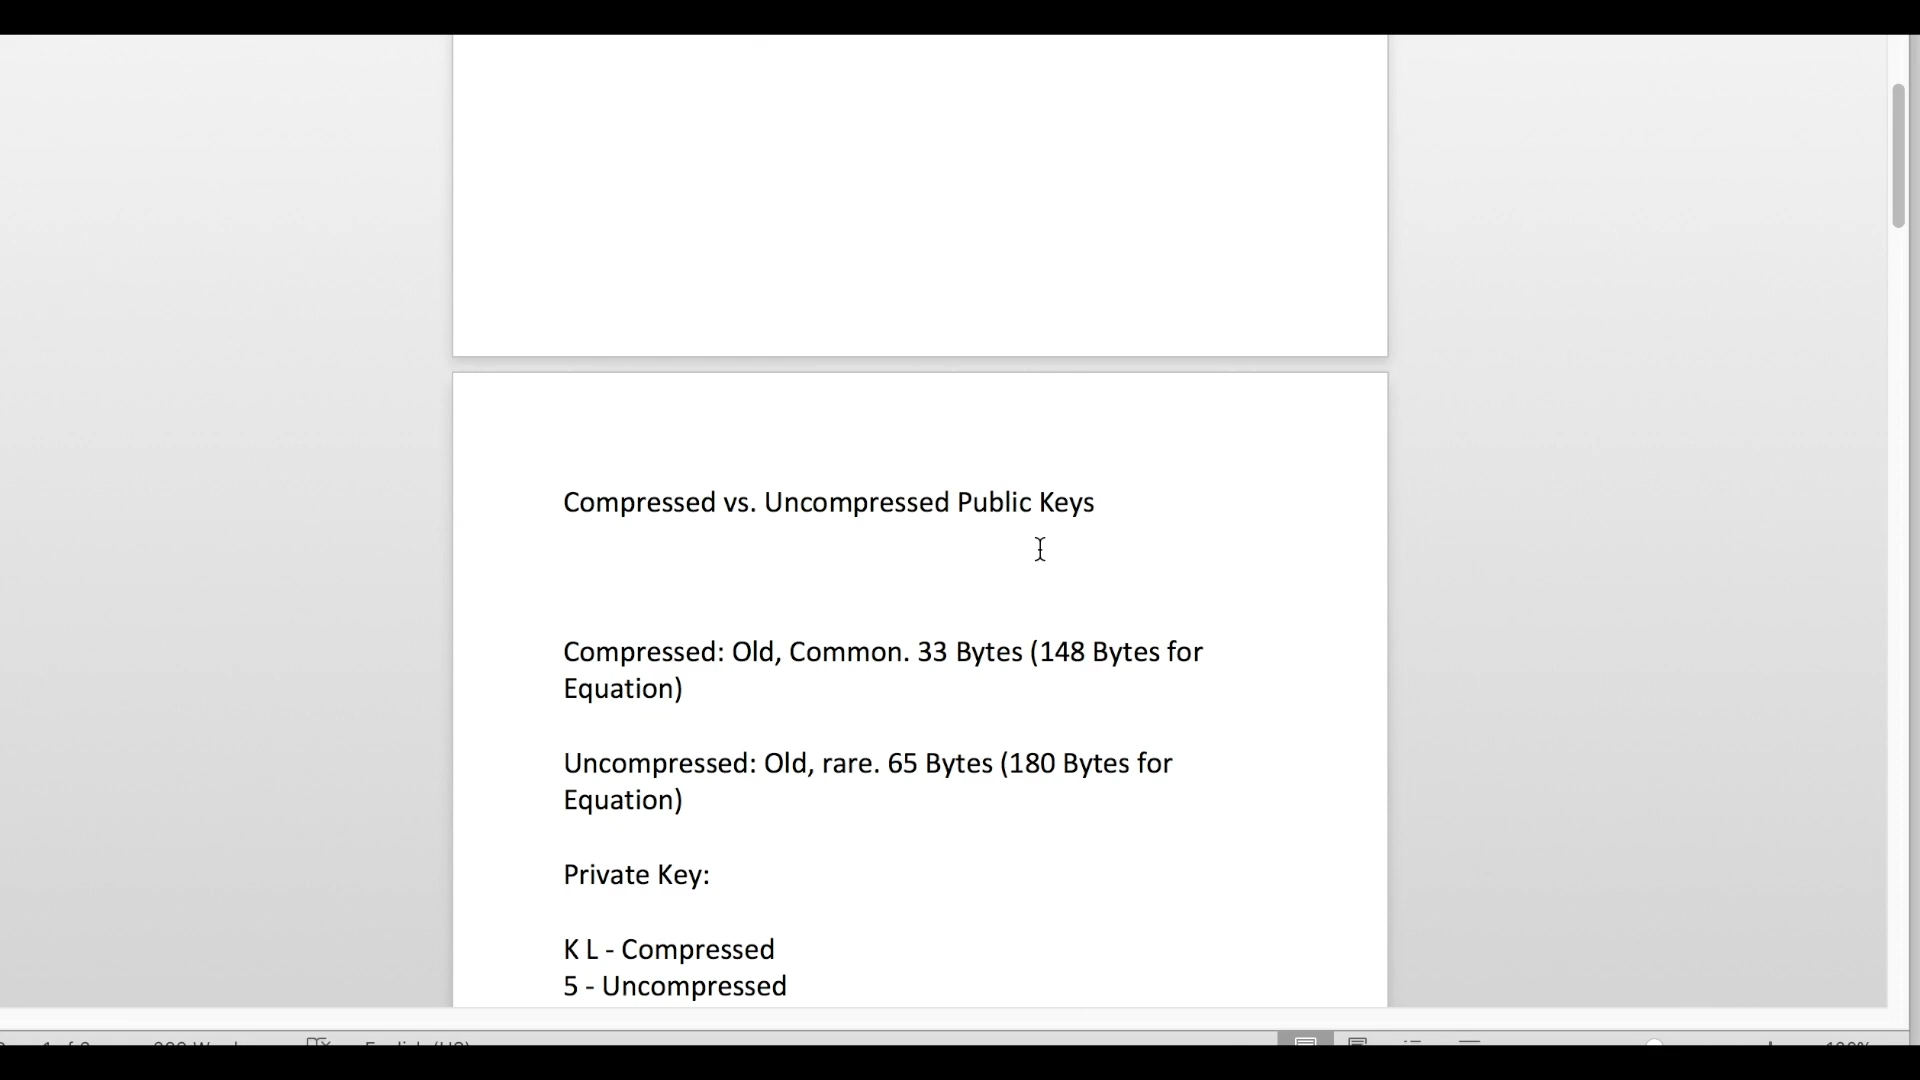 Compressed vs. Uncompressed Public Keys
Compressed: Old, Common. 33 Bytes (148 Bytes for
Equation)
Uncompressed: Old, rare. 65 Bytes (180 Bytes for
Equation)
Private Key:
K L - Compressed
5 - Uncompressed